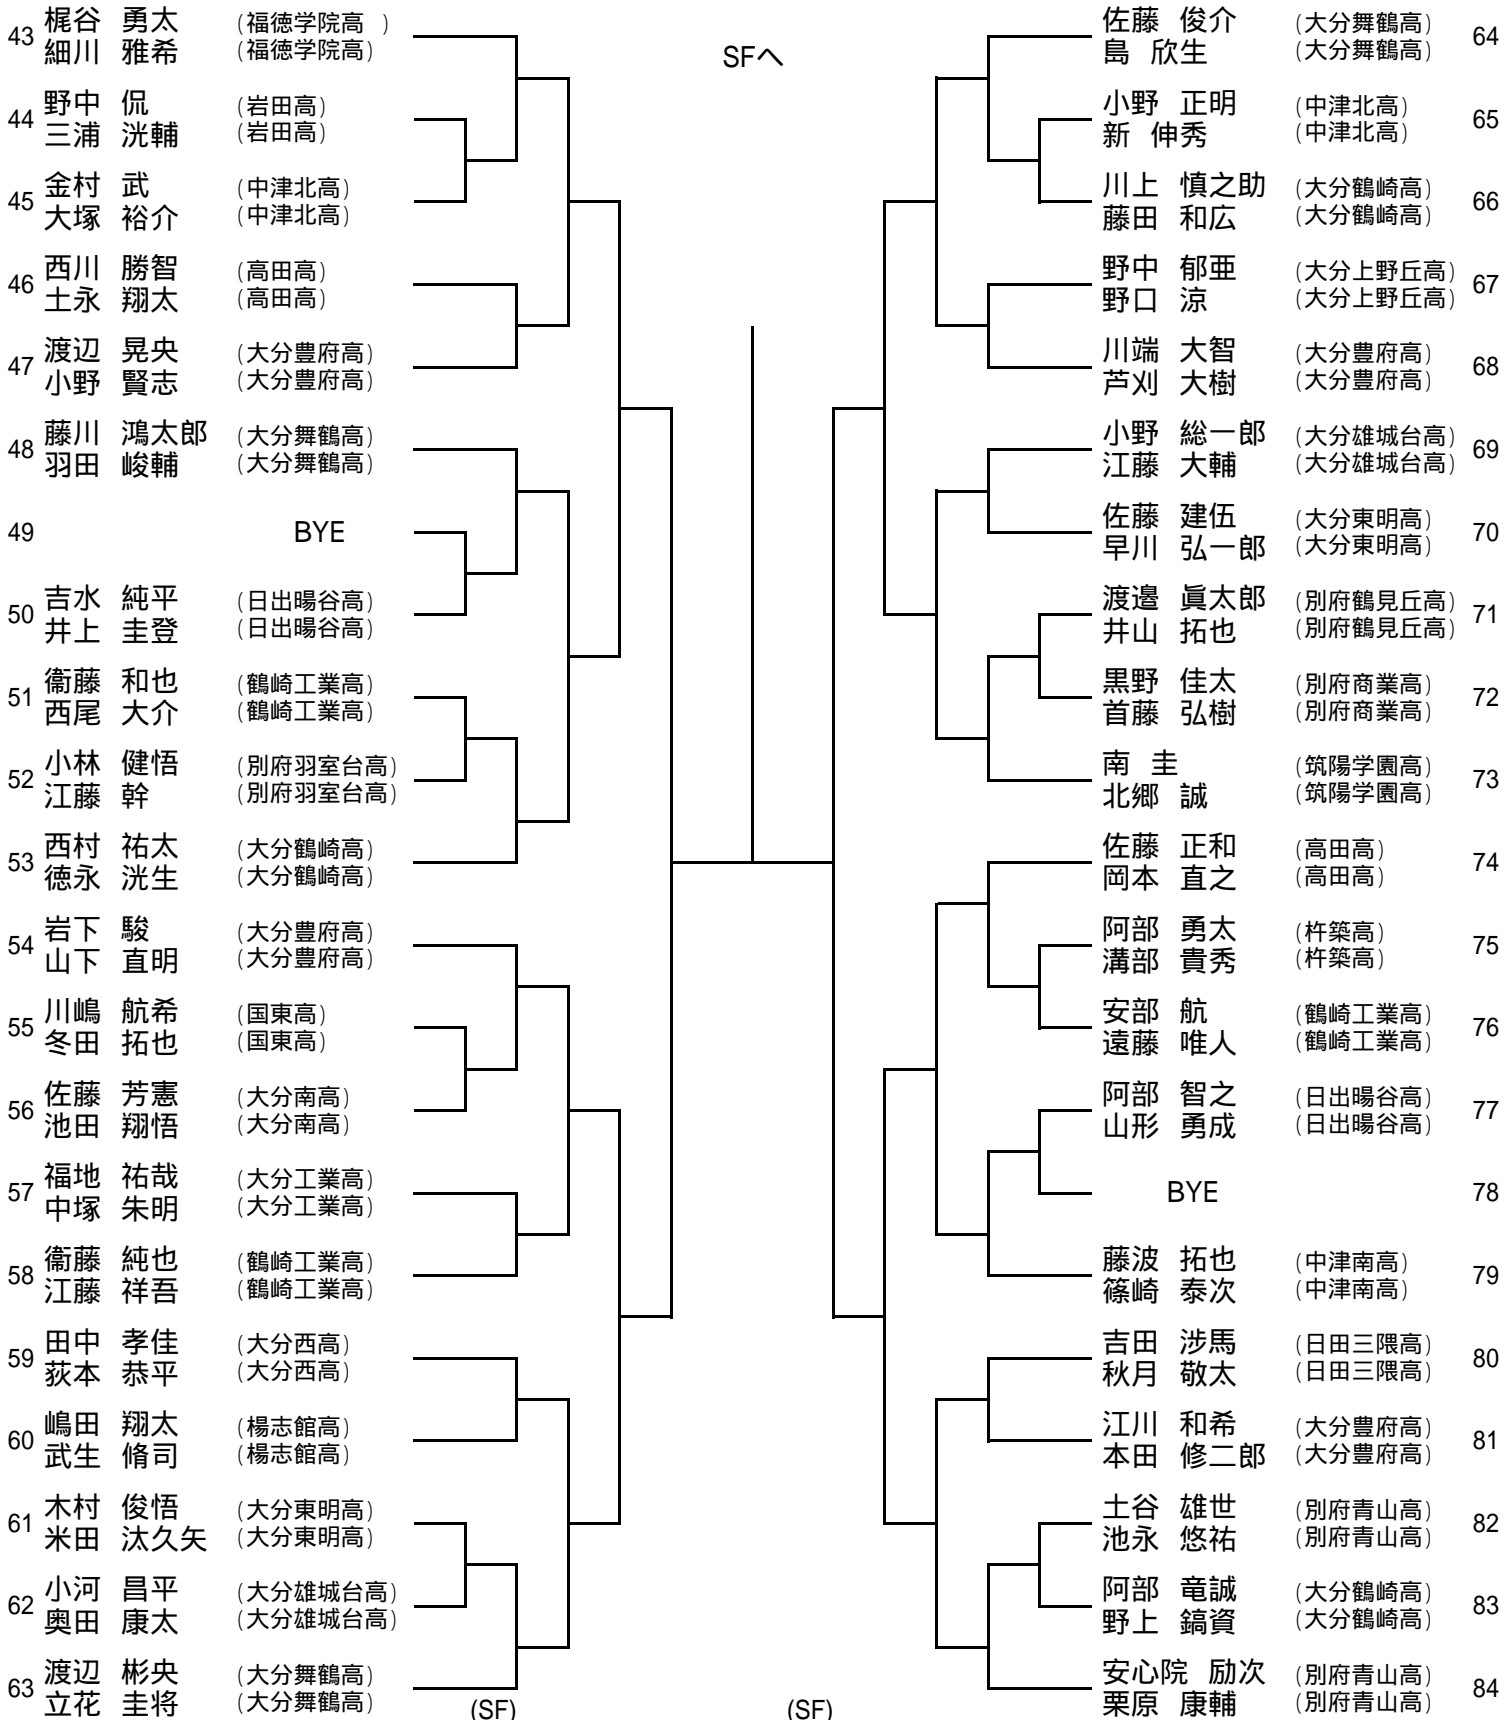 SFへ
43 梶谷 勇太 (福徳学院高 )
細川 雅希 (福徳学院高)
44 野中 侃 (岩田高)
三浦 洸輔 (岩田高)
45 金村 武 (中津北高)
大塚 裕介 (中津北高)
46 西川 勝智 (高田高)
土永 翔太 (高田高)
47 渡辺 晃央 (大分豊府高)
小野 賢志 (大分豊府高)
48 藤川 鴻太郎 (大分舞鶴高)
羽田 峻輔 (大分舞鶴高)
49 BYE
50 吉水 純平 (日出暘谷高)
井上 圭登 (日出暘谷高)
51 衞藤 和也 (鶴崎工業高)
西尾 大介 (鶴崎工業高)
52 小林 健悟 (別府羽室台高)
江藤 幹 (別府羽室台高)
53 西村 祐太 (大分鶴崎高)
徳永 洸生 (大分鶴崎高)
54 岩下 駿 (大分豊府高)
山下 直明 (大分豊府高)
55 川嶋 航希 (国東高)
冬田 拓也 (国東高)
56 佐藤 芳憲 (大分南高)
池田 翔悟 (大分南高)
57 福地 祐哉 (大分工業高)
中塚 朱明 (大分工業高)
58 衞藤 純也 (鶴崎工業高)
江藤 祥吾 (鶴崎工業高)
59 田中 孝佳 (大分西高)
荻本 恭平 (大分西高)
60 嶋田 翔太 (楊志館高)
武生 脩司 (楊志館高)
61 木村 俊悟 (大分東明高)
米田 汰久矢 (大分東明高)
62 小河 昌平 (大分雄城台高)
奥田 康太 (大分雄城台高)
63 渡辺 彬央 (大分舞鶴高)
立花 圭将 (大分舞鶴高)
(SF)
佐藤 俊介 (大分舞鶴高) 64
島 欣生 (大分舞鶴高)
小野 正明 (中津北高) 65
新 伸秀 (中津北高)
川上 慎之助 (大分鶴崎高) 66
藤田 和広 (大分鶴崎高)
野中 郁亜 (大分上野丘高) 67
野口 涼 (大分上野丘高)
川端 大智 (大分豊府高) 68
芦刈 大樹 (大分豊府高)
小野 総一郎 (大分雄城台高) 69
江藤 大輔 (大分雄城台高)
佐藤 建伍 (大分東明高) 70
早川 弘一郎 (大分東明高)
渡邉 眞太郎 (別府鶴見丘高) 71
井山 拓也 (別府鶴見丘高)
黒野 佳太 (別府商業高) 72
首藤 弘樹 (別府商業高)
南 圭 (筑陽学園高) 73
北郷 誠 (筑陽学園高)
佐藤 正和 (高田高) 74
岡本 直之 (高田高)
阿部 勇太 (杵築高) 75
溝部 貴秀 (杵築高)
安部 航 (鶴崎工業高) 76
遠藤 唯人 (鶴崎工業高)
阿部 智之 (日出暘谷高) 77
山形 勇成 (日出暘谷高)
BYE 78
藤波 拓也 (中津南高) 79
篠崎 泰次 (中津南高)
吉田 渉馬 (日田三隈高) 80
秋月 敬太 (日田三隈高)
江川 和希 (大分豊府高) 81
本田 修二郎 (大分豊府高)
土谷 雄世 (別府青山高) 82
池永 悠祐 (別府青山高)
阿部 竜誠 (大分鶴崎高) 83
野上 鎬資 (大分鶴崎高)
安心院 励次 (別府青山高) 84
栗原 康輔 (別府青山高)
(SF)